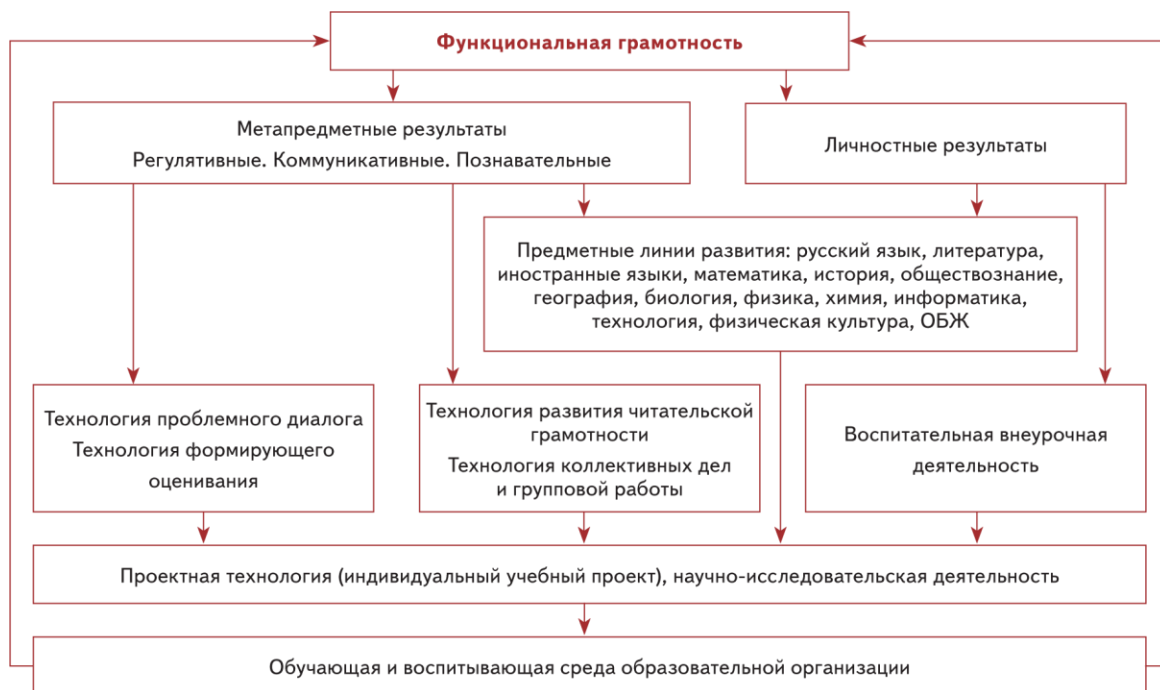 Функциональная грамотность
Метапредметные результаты
Регулятивные. Коммуникативные. Познавательные
Личностные результаты
Предметные линии развития: русский язык, литература,
иностранные языки, математика, история, обществознание,
география, биология, физика, химия, информатика,
технология, физическая культура, ОБЖ
Технология проблемного диалога
Технология формирующего
оценивания
Технология развития читательской
грамотности
Технология коллективных дел
и групповой работы
Воспитательная внеурочная
деятельность
Проектная технология (индивидуальный учебный проект), научно-исследовательская деятельность
Обучающая и воспитывающая среда образовательной организации